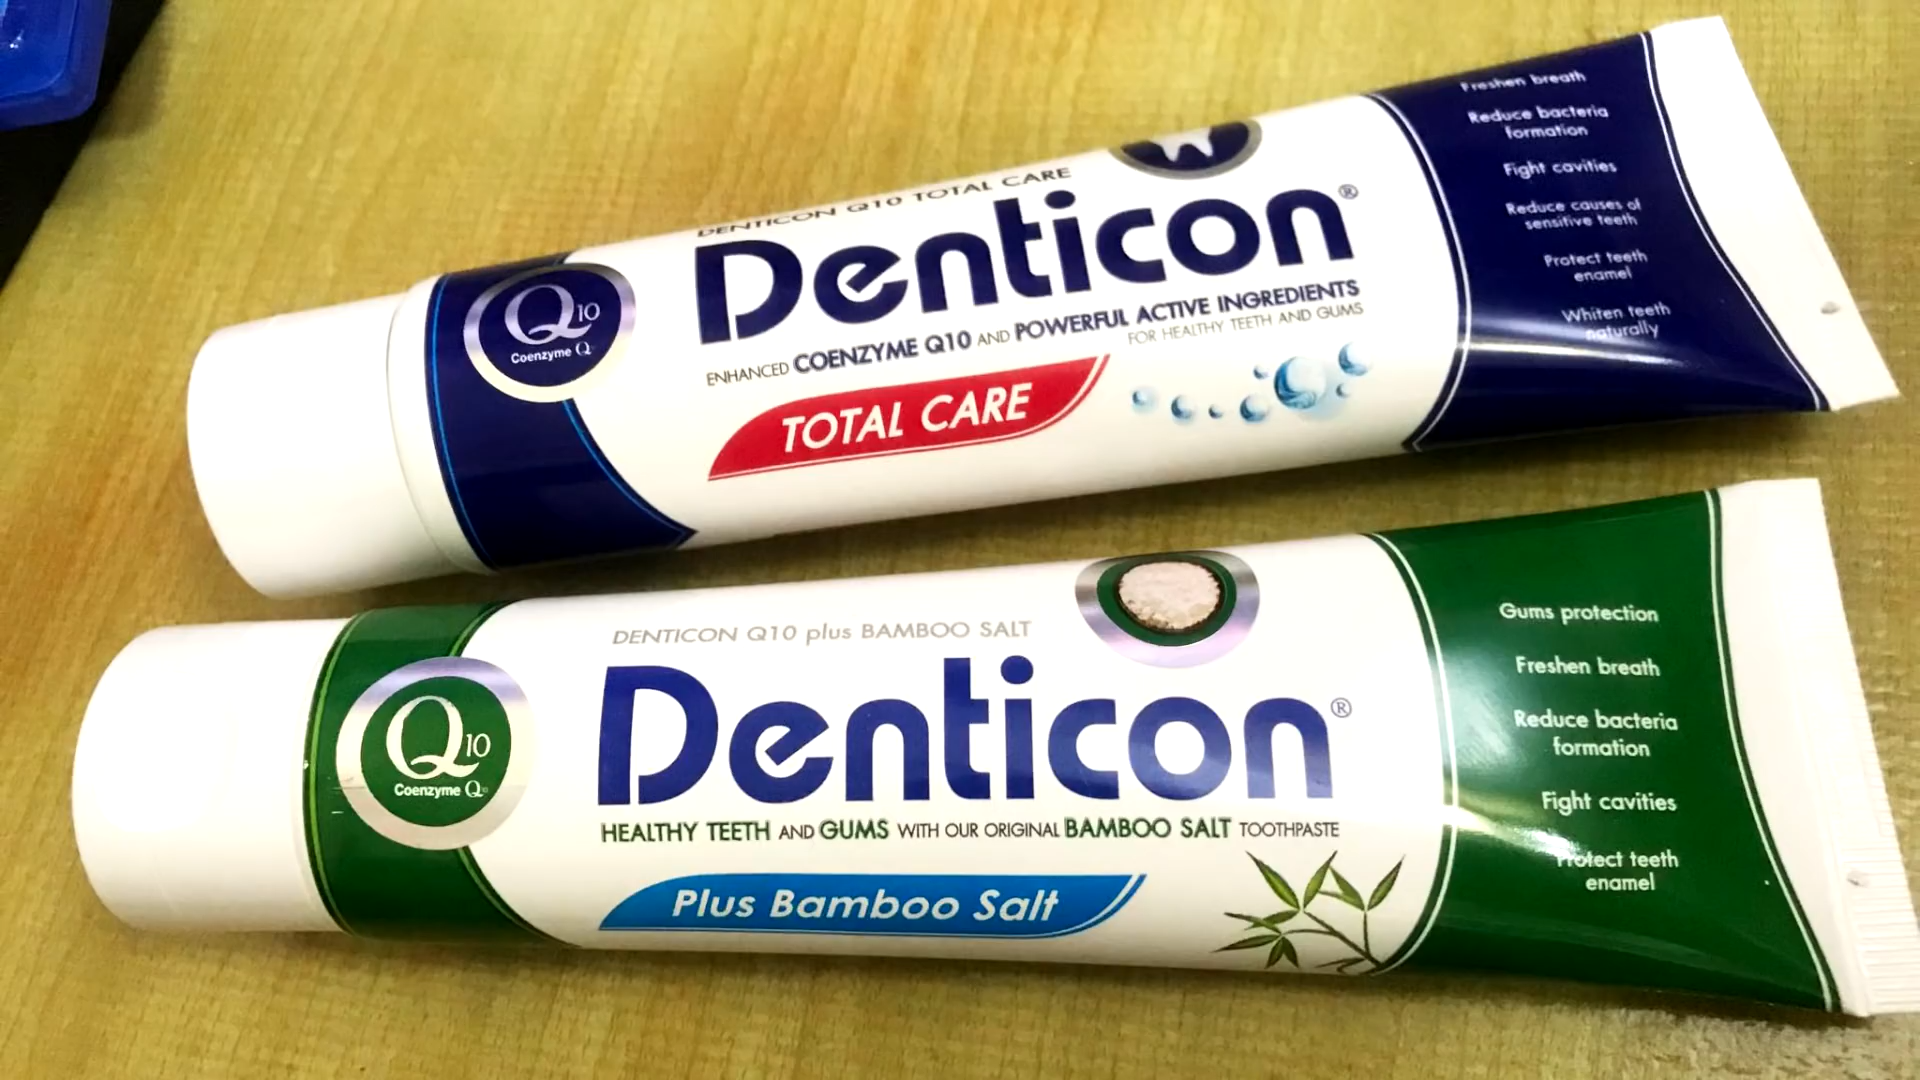 DENTICON Q10 TOTAL CARE
Denticon®
ENHANCED COENZYME Q10 AND POWERFUL ACTIVE INGREDIENTS
FOR HEALTHY TEETH AND GUMS
TOTAL CARE
Q10
Coenzyme Q
Freshen breath
Reduce bacteria
formation
Fight cavities
Reduce causes of
sensitive teeth
Protect teeth
enamel
Whiten teeth
naturally
DENTICON Q10 plus BAMBOO SALT
Denticon®
HEALTHY TEETH AND GUMS WITH OUR ORIGINAL BAMBOO SALT TOOTHPASTE
Plus Bamboo Salt
Q10
Coenzyme Q10
Gums protection
Freshen breath
Reduce bacteria
formation
Fight cavities
Protect teeth
enamel